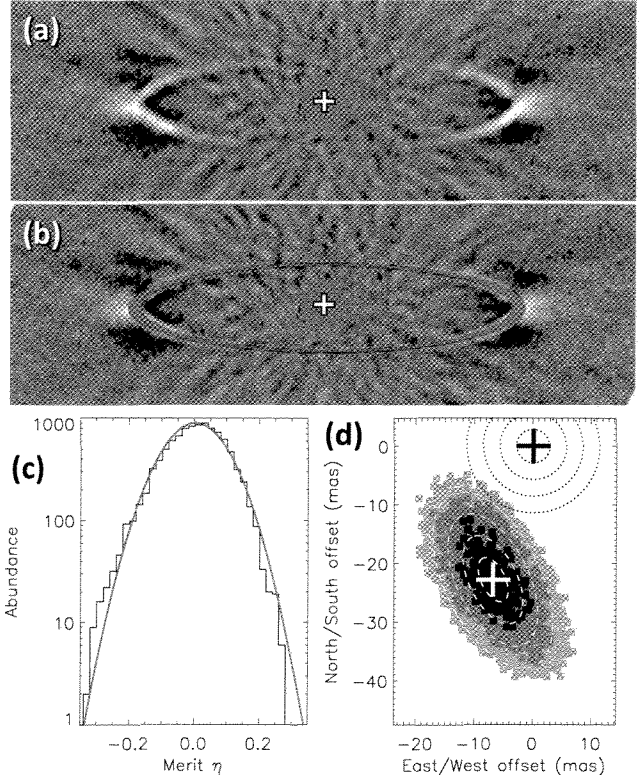 (a)
(b)
(c)
1000
100
10
1
Abundance
-0.2 0.0 0.2
Merit η
(d)
0
-10
-20
-30
-40
North/South offset (mas)
-20 -10 0 10
East/West offset (mas)